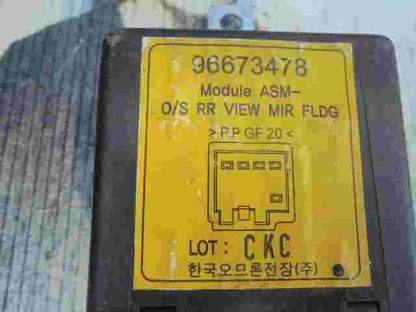 96673478
Module ASM-
O/S RR VIEW MIR FLDG
>P.P GF 20<
LOT: CKC
한국오므론전장(주)